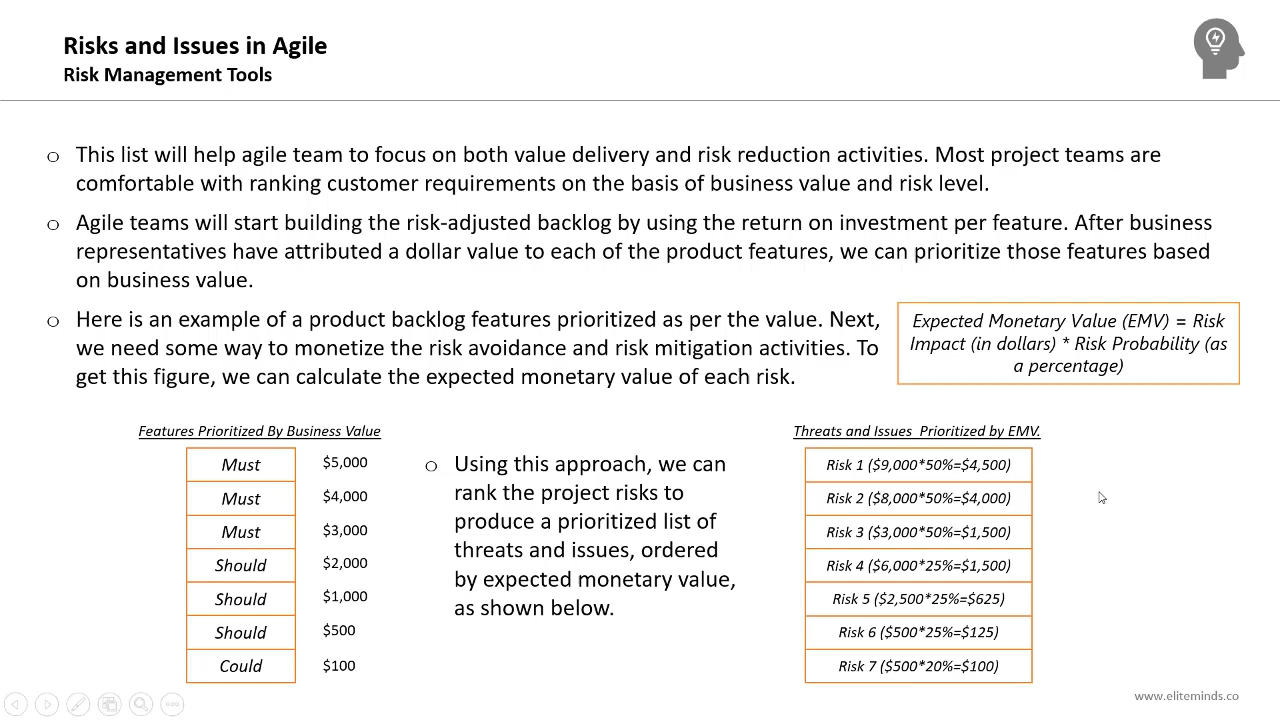 Risks and Issues in Agile
Risk Management Tools
o This list will help agile team to focus on both value delivery and risk reduction activities. Most project teams are
comfortable with ranking customer requirements on the basis of business value and risk level.
o Agile teams will start building the risk-adjusted backlog by using the return on investment per feature. After business
representatives have attributed a dollar value to each of the product features, we can prioritize those features based
on business value.
o Here is an example of a product backlog features prioritized as per the value. Next,
we need some way to monetize the risk avoidance and risk mitigation activities. To
get this figure, we can calculate the expected monetary value of each risk.
Expected Monetary Value (EMV) = Risk
Impact (in dollars) * Risk Probability (as
a percentage)
Features Prioritized By Business Value
Must $5,000
Must $4,000
Must $3,000
Should $2,000
Should $1,000
Should $500
Could $100
o Using this approach, we can
rank the project risks to
produce a prioritized list of
threats and issues, ordered
by expected monetary value,
as shown below.
Threats and Issues Prioritized by EMV.
Risk 1 ($9,000*50%=$4,500)
Risk 2 ($8,000*50%=$4,000)
Risk 3 ($3,000*50%=$1,500)
Risk 4 ($6,000*25%=$1,500)
Risk 5 ($2,500*25%=$625)
Risk 6 ($500*25%=$125)
Risk 7 ($500*20%=$100)
www.eliteminds.co